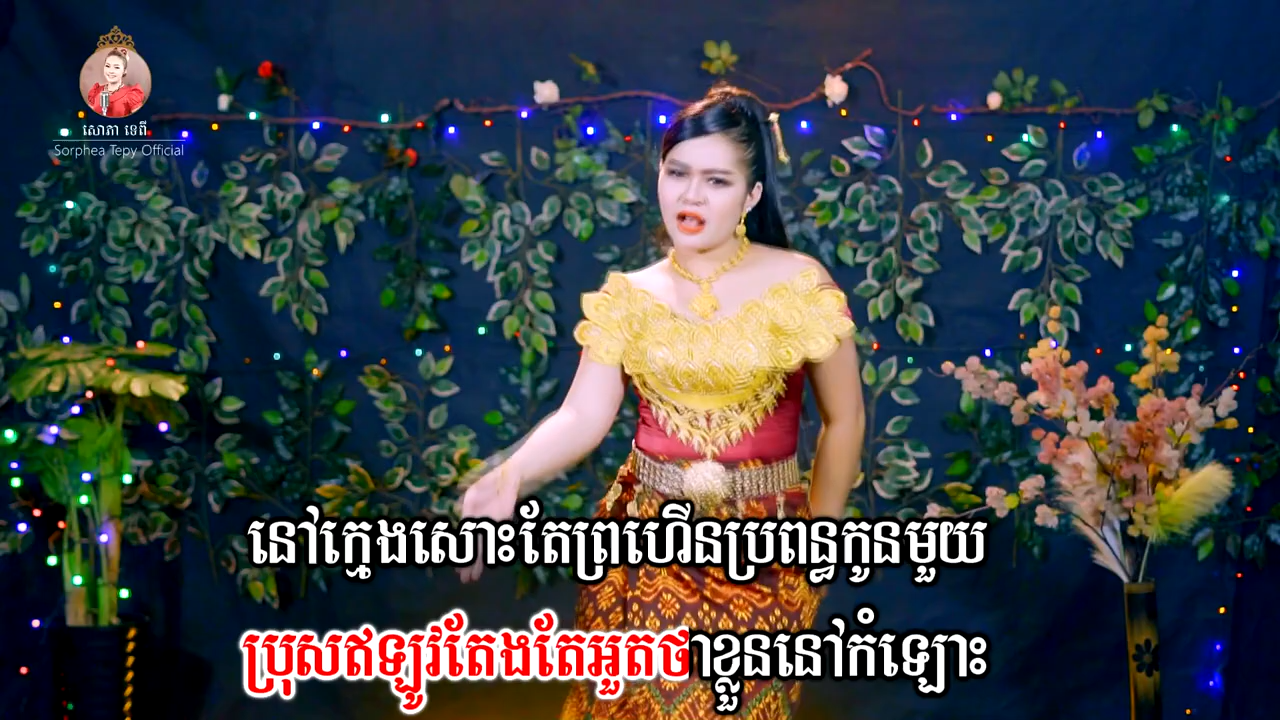 សោភា ទេពី
Sorphea Tepy Official
នៅក្មេងសោះតែព្រហើនប្រពន្ធកូនមួយ
ប្រុសឥឡូវតែងតែអួតថាខ្លួននៅកំឡោះ